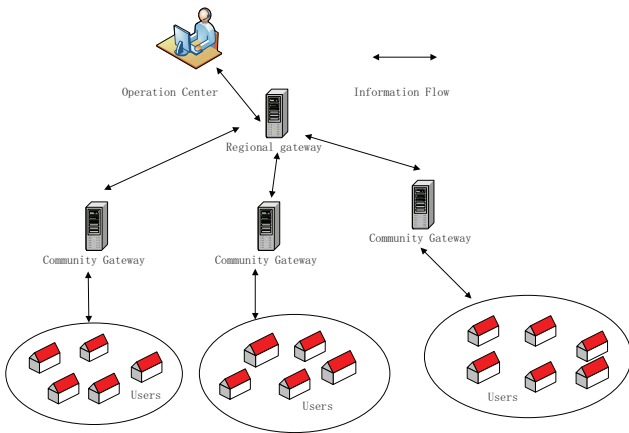 Operation Center
Information Flow
Regional gateway
Community Gateway
Community Gateway
Community Gateway
Users
Users
Users